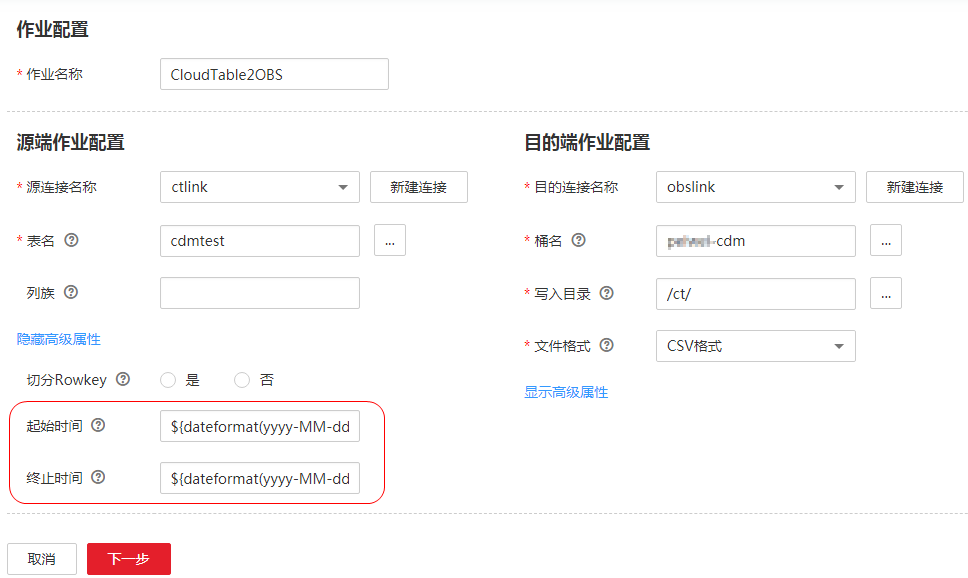 作业配置
* 作业名称 CloudTable2OBS
源端作业配置
* 源连接名称 ctlink 新建连接
* 表名 cdmtest ...
列族
隐藏高级属性
切分Rowkey 是 否
起始时间 ${dateformat(yyyy-MM-dd
终止时间 ${dateformat(yyyy-MM-dd
目的端作业配置
* 目的连接名称 obslink 新建连接
* 桶名 -cdm ...
* 写入目录 /ct/ ...
* 文件格式 CSV格式
显示高级属性
取消 下一步